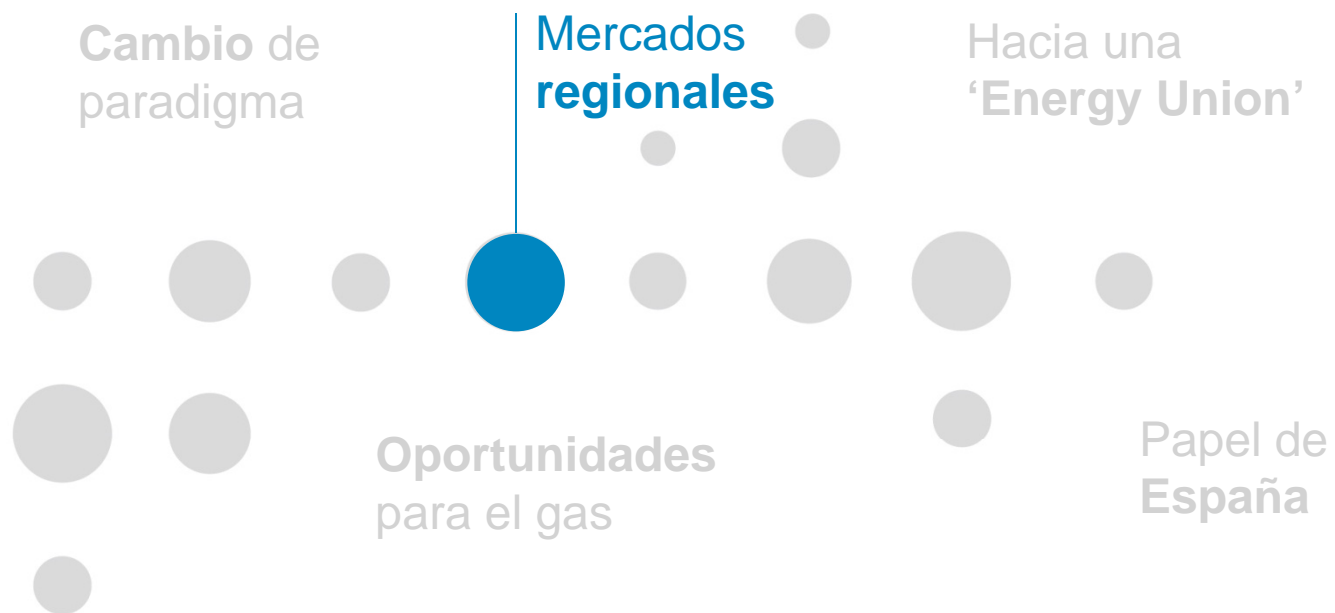 Cambio de
paradigma
Mercados
regionales
Hacia una
‘Energy Union’
Oportunidades
para el gas
Papel de
España